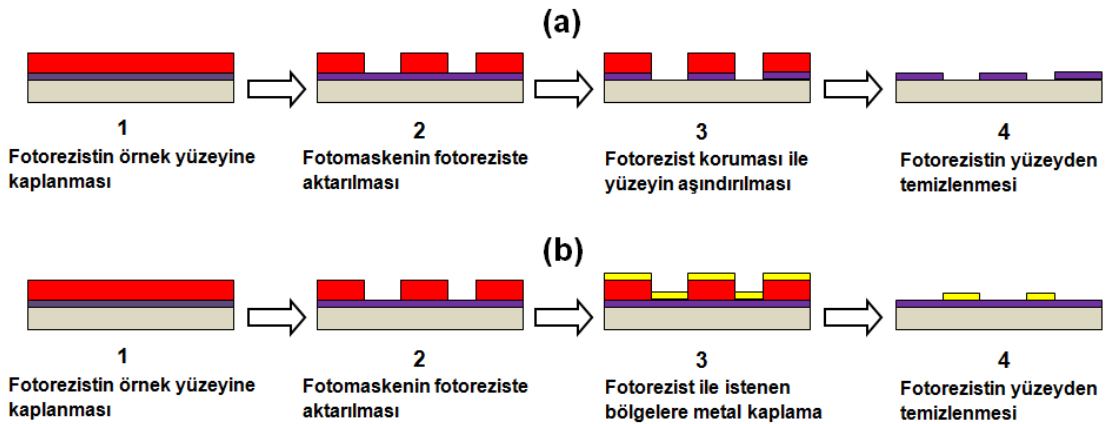 (a)
1
Fotorezistin örnek yüzeyine
kaplanması
2
Fotomaskenin fotoreziste
aktarılması
3
Fotorezist koruması ile
yüzeyin aşındırılması
4
Fotorezistin yüzeyden
temizlenmesi
(b)
1
Fotorezistin örnek yüzeyine
kaplanması
2
Fotomaskenin fotoreziste
aktarılması
3
Fotorezist ile istenen
bölgelere metal kaplama
4
Fotorezistin yüzeyden
temizlenmesi